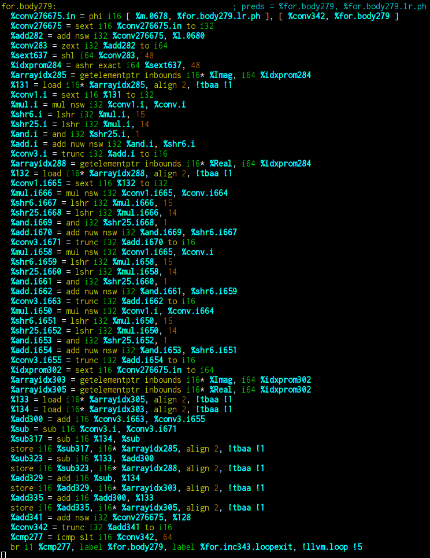 for.body279: ; preds = %for.body279, %for.body279.lr.ph
%conv276675.in = phi i16 [ %m.0678, %for.body279.lr.ph ], [ %conv342, %for.body279 ]
%conv276675 = sext i16 %conv276675.in to i32
%add282 = add nsw i32 %conv276675, %l.0680
%conv283 = zext i32 %add282 to i64
%sext637 = shl i64 %conv283, 48
%idxprom284 = ashr exact i64 %sext637, 48
%arrayidx285 = getelementptr inbounds i16* %Imag, i64 %idxprom284
%131 = load i16* %arrayidx285, align 2, !tbaa !1
%conv1.i = sext i16 %131 to i32
%mul.i = mul nsw i32 %conv1.i, %conv.i
%shr6.i = lshr i32 %mul.i, 15
%shr25.i = lshr i32 %mul.i, 14
%and.i = and i32 %shr25.i, 1
%add.i = add nuw nsw i32 %and.i, %shr6.i
%conv3.i = trunc i32 %add.i to i16
%arrayidx288 = getelementptr inbounds i16* %Real, i64 %idxprom284
%132 = load i16* %arrayidx288, align 2, !tbaa !1
%conv1.i665 = sext i16 %132 to i32
%mul.i666 = mul nsw i32 %conv1.i665, %conv.i664
%shr6.i667 = lshr i32 %mul.i666, 15
%shr25.i668 = lshr i32 %mul.i666, 14
%and.i669 = and i32 %shr25.i668, 1
%add.i670 = add nuw nsw i32 %and.i669, %shr6.i667
%conv3.i671 = trunc i32 %add.i670 to i16
%mul.i658 = mul nsw i32 %conv1.i665, %conv.i
%shr6.i659 = lshr i32 %mul.i658, 15
%shr25.i660 = lshr i32 %mul.i658, 14
%and.i661 = and i32 %shr25.i660, 1
%add.i662 = add nuw nsw i32 %and.i661, %shr6.i659
%conv3.i663 = trunc i32 %add.i662 to i16
%mul.i650 = mul nsw i32 %conv1.i, %conv.i664
%shr6.i651 = lshr i32 %mul.i650, 15
%shr25.i652 = lshr i32 %mul.i650, 14
%and.i653 = and i32 %shr25.i652, 1
%add.i654 = add nuw nsw i32 %and.i653, %shr6.i651
%conv3.i655 = trunc i32 %add.i654 to i16
%idxprom302 = sext i16 %conv276675.in to i64
%arrayidx303 = getelementptr inbounds i16* %Imag, i64 %idxprom302
%arrayidx305 = getelementptr inbounds i16* %Real, i64 %idxprom302
%133 = load i16* %arrayidx305, align 2, !tbaa !1
%134 = load i16* %arrayidx303, align 2, !tbaa !1
%add300 = add i16 %conv3.i663, %conv3.i655
%sub = sub i16 %conv3.i, %conv3.i671
%sub317 = sub i16 %134, %sub
store i16 %sub317, i16* %arrayidx285, align 2, !tbaa !1
%sub323 = sub i16 %133, %add300
store i16 %sub323, i16* %arrayidx288, align 2, !tbaa !1
%add329 = add i16 %sub, %134
store i16 %add329, i16* %arrayidx303, align 2, !tbaa !1
%add335 = add i16 %add300, %133
store i16 %add335, i16* %arrayidx305, align 2, !tbaa !1
%add341 = add nsw i32 %conv276675, %128
%conv342 = trunc i32 %add341 to i16
%cmp277 = icmp slt i16 %conv342, 64
br i1 %cmp277, label %for.body279, label %for.inc343.loopexit, !llvm.loop !5